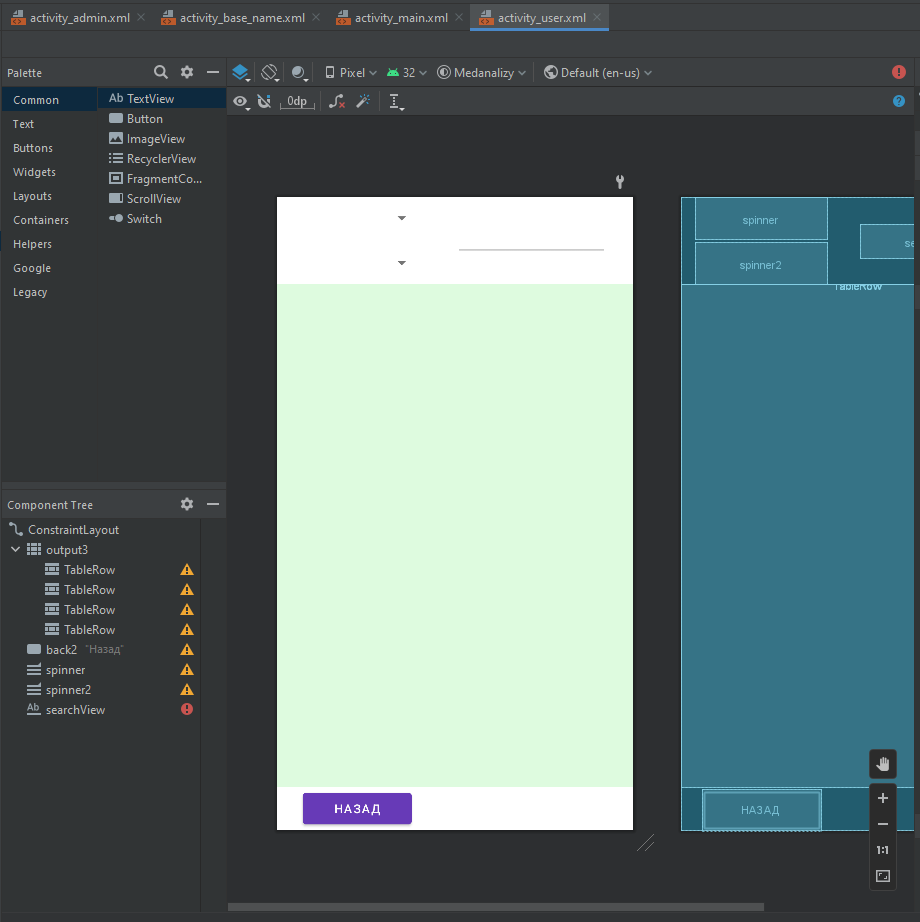 activity_admin.xml activity_base_name.xml activity_main.xml activity_user.xml
Palette Pixel 32 Medanalizy Default (en-us)
0dp
Common
Text
Buttons
Widgets
Layouts
Containers
Helpers
Google
Legacy
Ab TextView
Button
ImageView
RecyclerView
FragmentCo...
ScrollView
Switch
spinner
se
spinner2
TableRow
НАЗАД
НАЗАД
1:1
Component Tree
ConstraintLayout
output3
TableRow
TableRow
TableRow
TableRow
back2 "Назад"
spinner
spinner2
Ab searchView